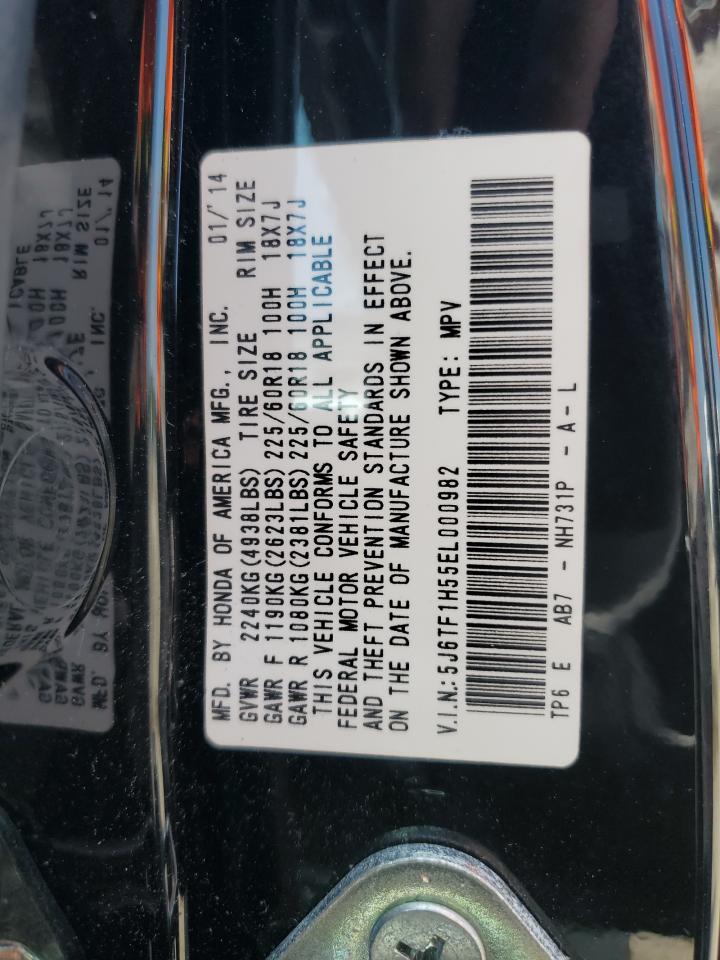 MFD. BY HONDA OF AMERICA MFG., INC. 01/'14
GVWR 2240KG(4938LBS) TIRE SIZE RIM SIZE
GAWR F 1190KG(2623LBS) 225/60R18 100H 18X7J
GAWR R 1080KG(2381LBS) 225/60R18 100H 18X7J
THIS VEHICLE CONFORMS TO ALL APPLICABLE
FEDERAL MOTOR VEHICLE SAFETY
AND THEFT PREVENTION STANDARDS IN EFFECT
ON THE DATE OF MANUFACTURE SHOWN ABOVE.
V.I.N.:5J6TF1H55EL000982 TYPE: MPV
TP6 E AB7 - NH731P - A - L